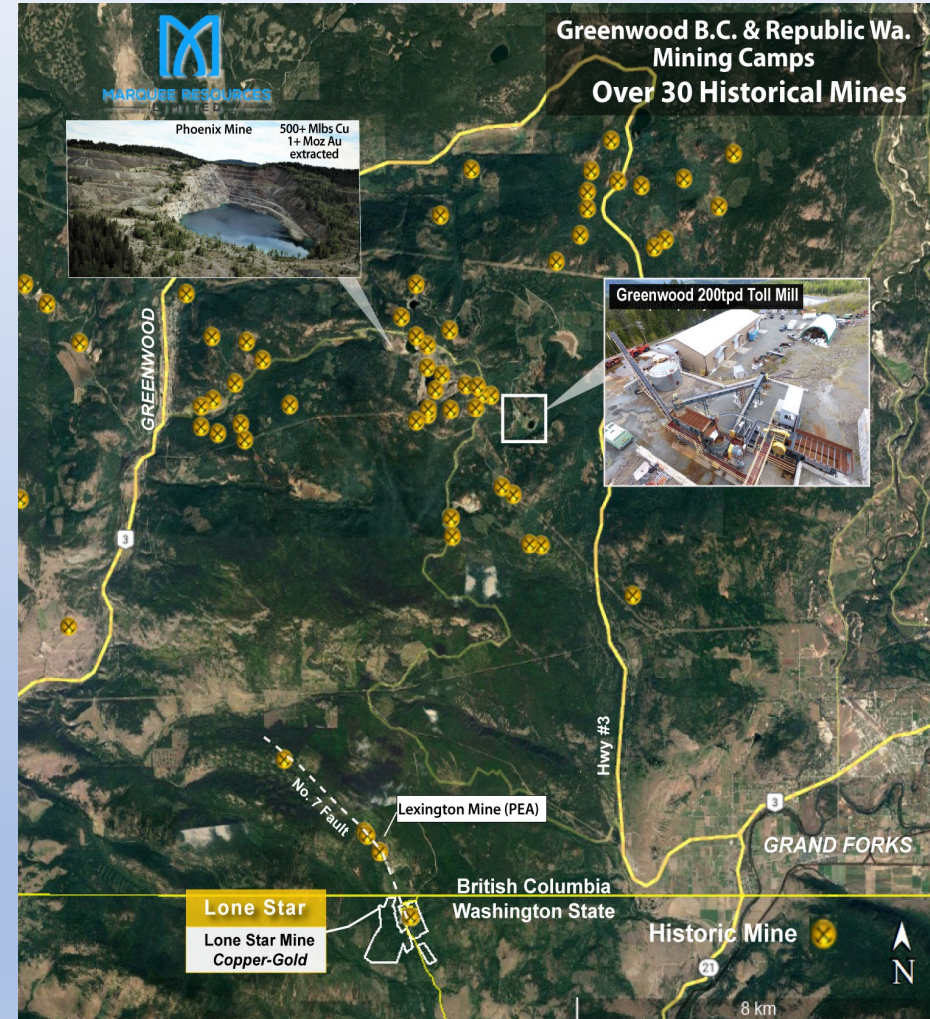 MARQUEE RESOURCES
LIMITED
Greenwood B.C. & Republic Wa.
Mining Camps
Over 30 Historical Mines
Phoenix Mine
500+ Mlbs Cu
1+ Moz Au
extracted
Greenwood 200tpd Toll Mill
GREENWOOD
3
Hwy #3
No. 7 Fault
Lexington Mine (PEA)
3
GRAND FORKS
British Columbia
Washington State
Lone Star
Lone Star Mine
Copper-Gold
Historic Mine
N
21
8 km